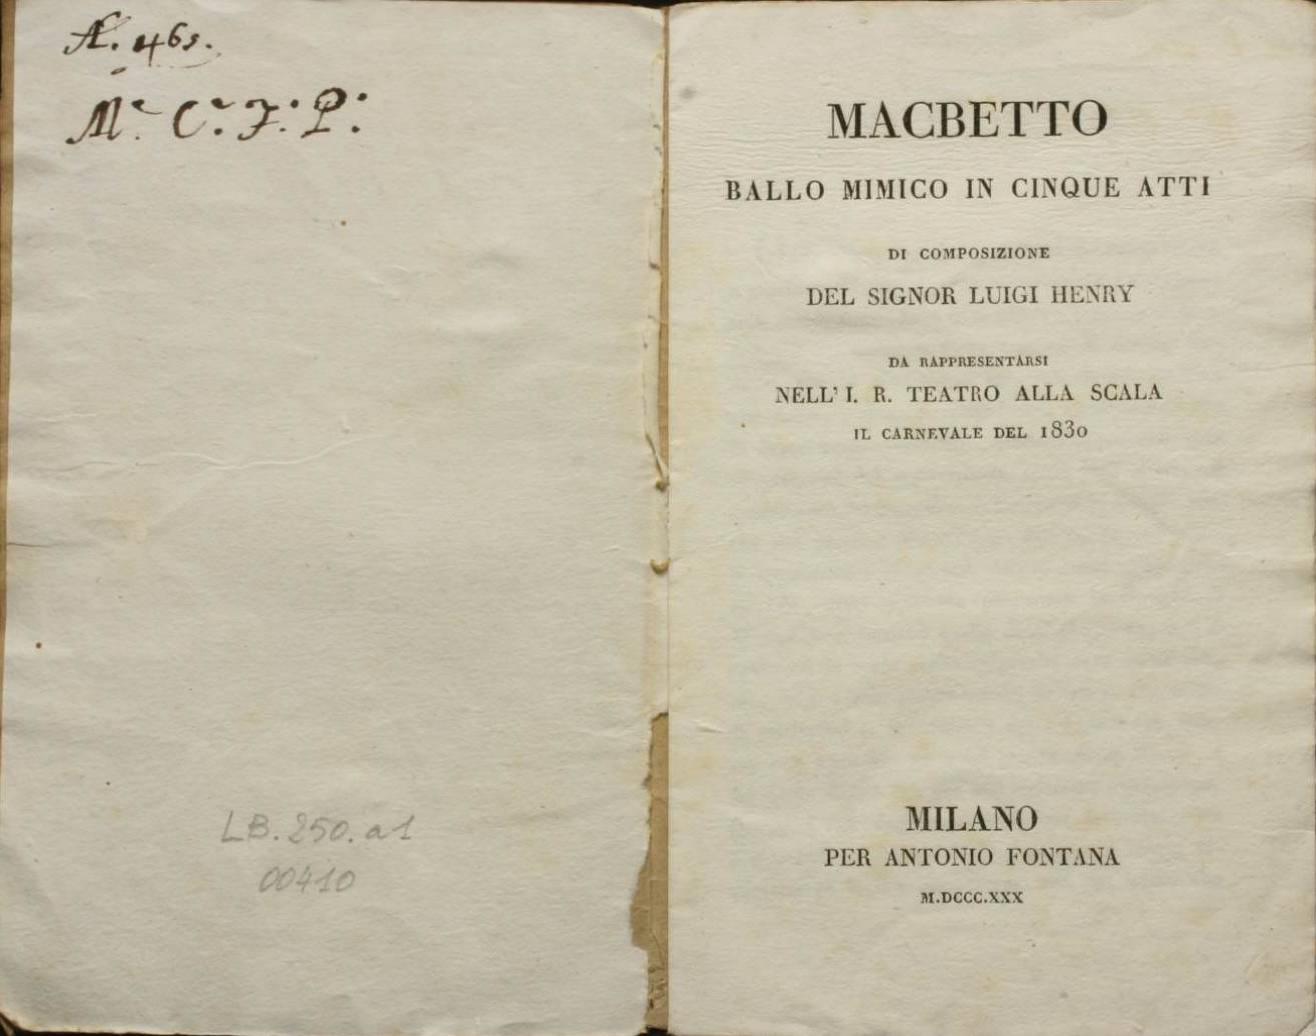 A. 465.
M.e C.e F. P.
LB. 250. a1
00410
MACBETTO
BALLO MIMICO IN CINQUE ATTI
DI COMPOSIZIONE
DEL SIGNOR LUIGI HENRY
DA RAPPRESENTARSI
NELL' I. R. TEATRO ALLA SCALA
IL CARNEVALE DEL 1830
MILANO
PER ANTONIO FONTANA
M.DCCC.XXX